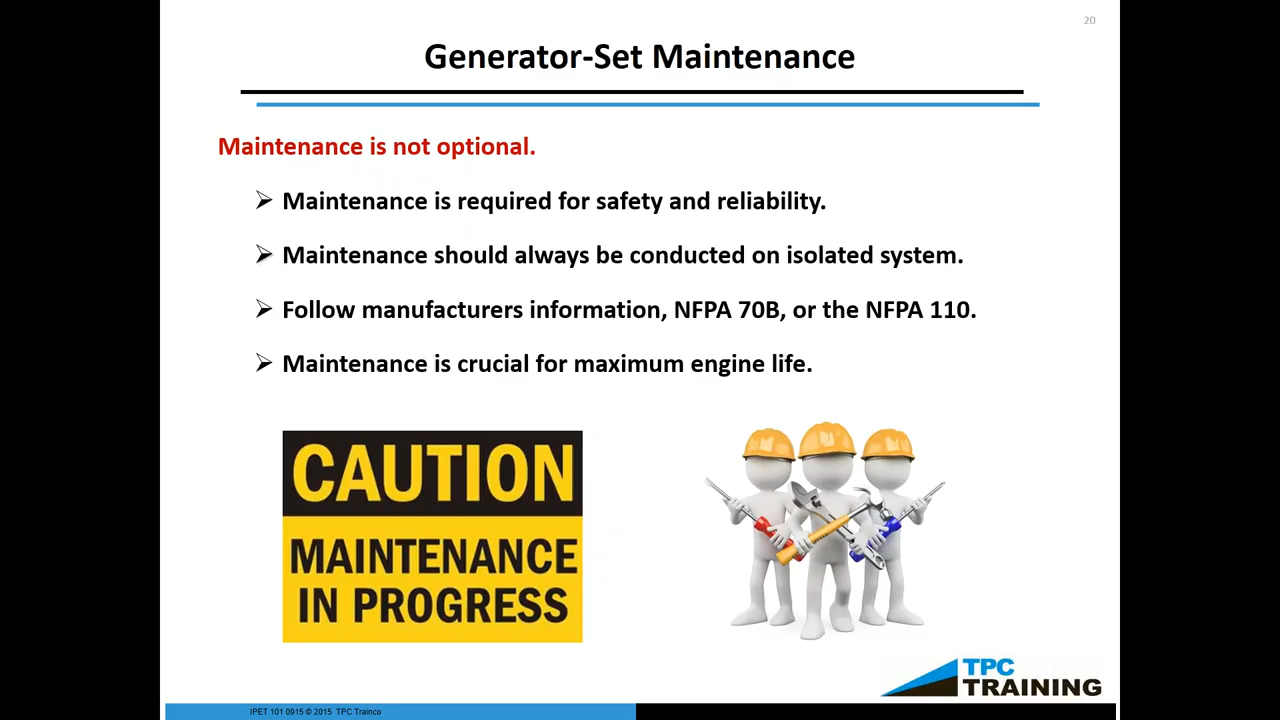 20
Generator-Set Maintenance
Maintenance is not optional.
Maintenance is required for safety and reliability.
Maintenance should always be conducted on isolated system.
Follow manufacturers information, NFPA 70B, or the NFPA 110.
Maintenance is crucial for maximum engine life.
CAUTION
MAINTENANCE
IN PROGRESS
TPC
TRAINING
IPET 101 0915 © 2015 TPC Trainco